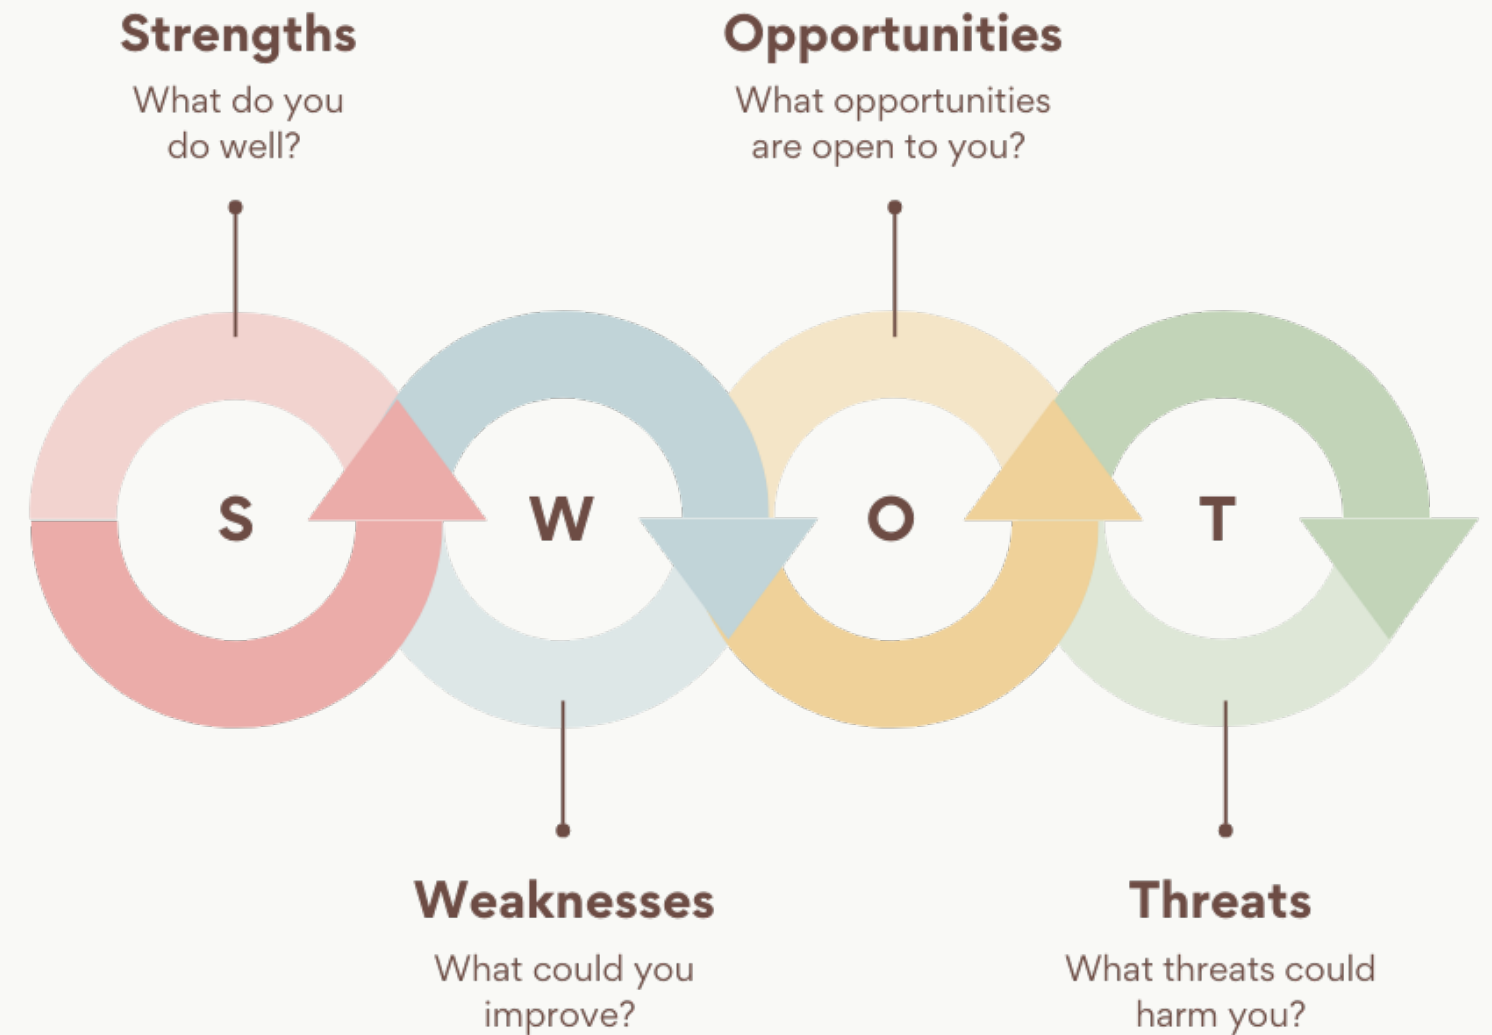 Strengths
What do you
do well?
Opportunities
What opportunities
are open to you?
S
W
O
T
Weaknesses
What could you
improve?
Threats
What threats could
harm you?